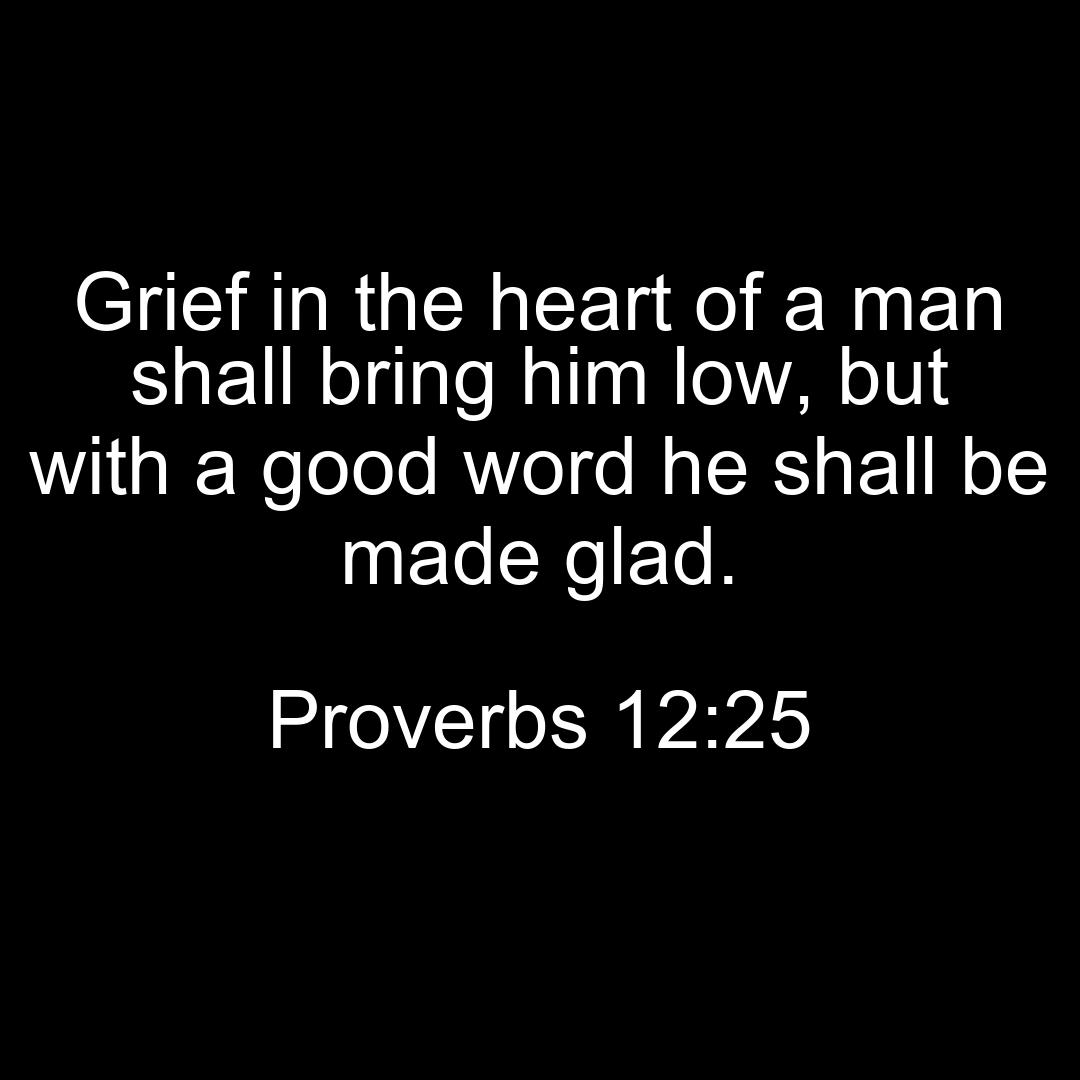 Grief in the heart of a man
shall bring him low, but
with a good word he shall be
made glad.
Proverbs 12:25